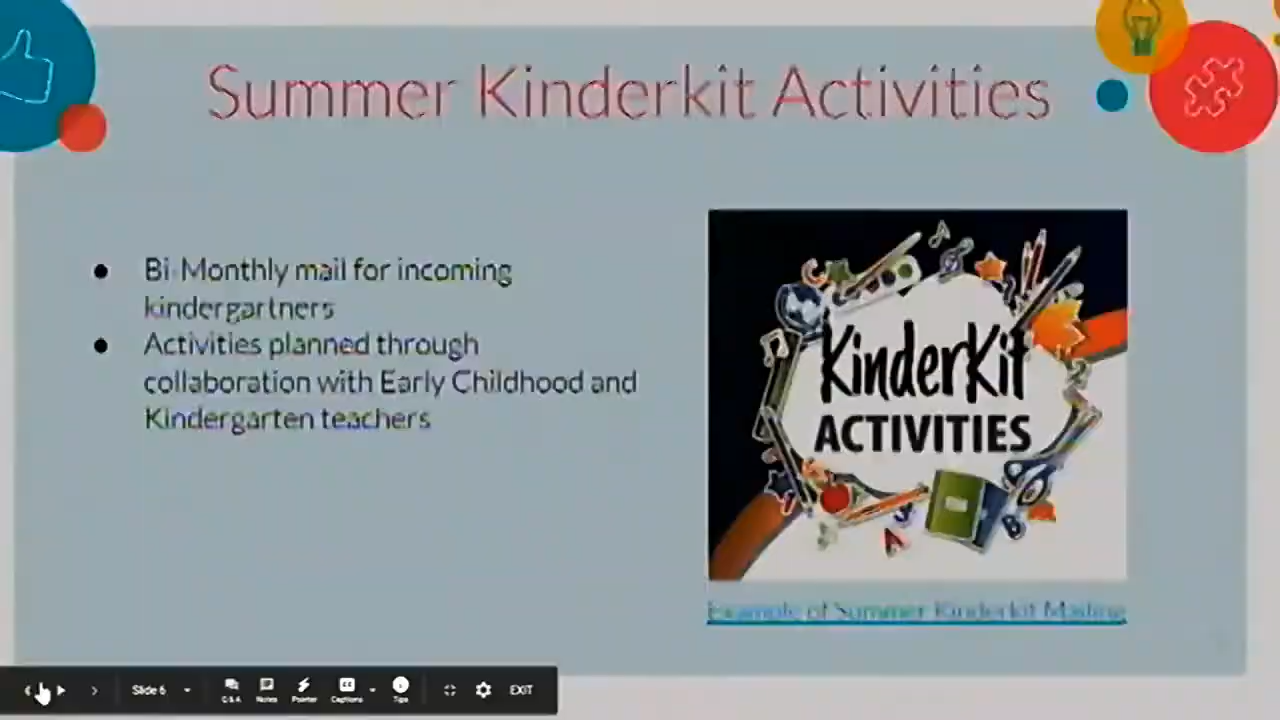 Summer Kinderkit Activities
Bi-Monthly mail for incoming
kindergartners
Activities planned through
collaboration with Early Childhood and
Kindergarten teachers
KinderKit
ACTIVITIES
Example of Summer Kinderkit Mailing
Slide 6
Q&A
Notes
Pointer
Captions
Tips
EXIT